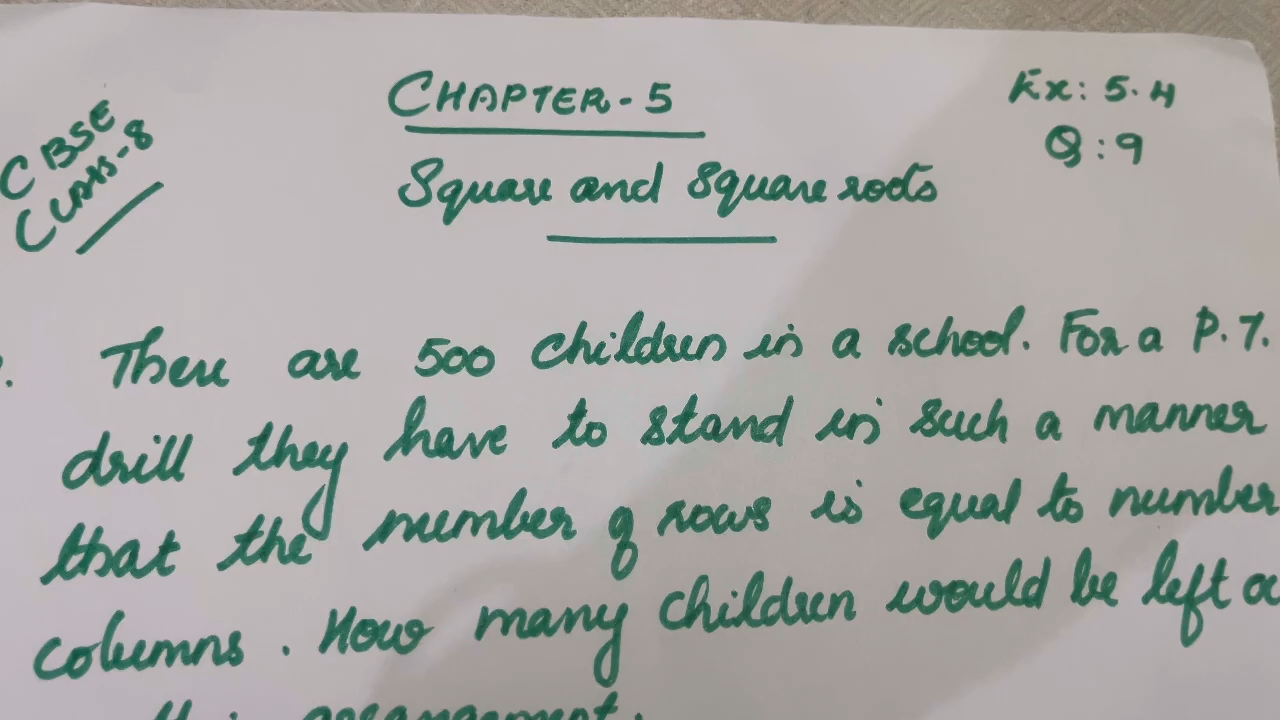 CBSE
CLASS-8
CHAPTER-5
Ex: 5.4
Q:9
Square and Square roots
There are 500 children in a school. For a P.T.
drill they have to stand in such a manner
that the number of rows is equal to number
columns. How many children would be left
arrangement.